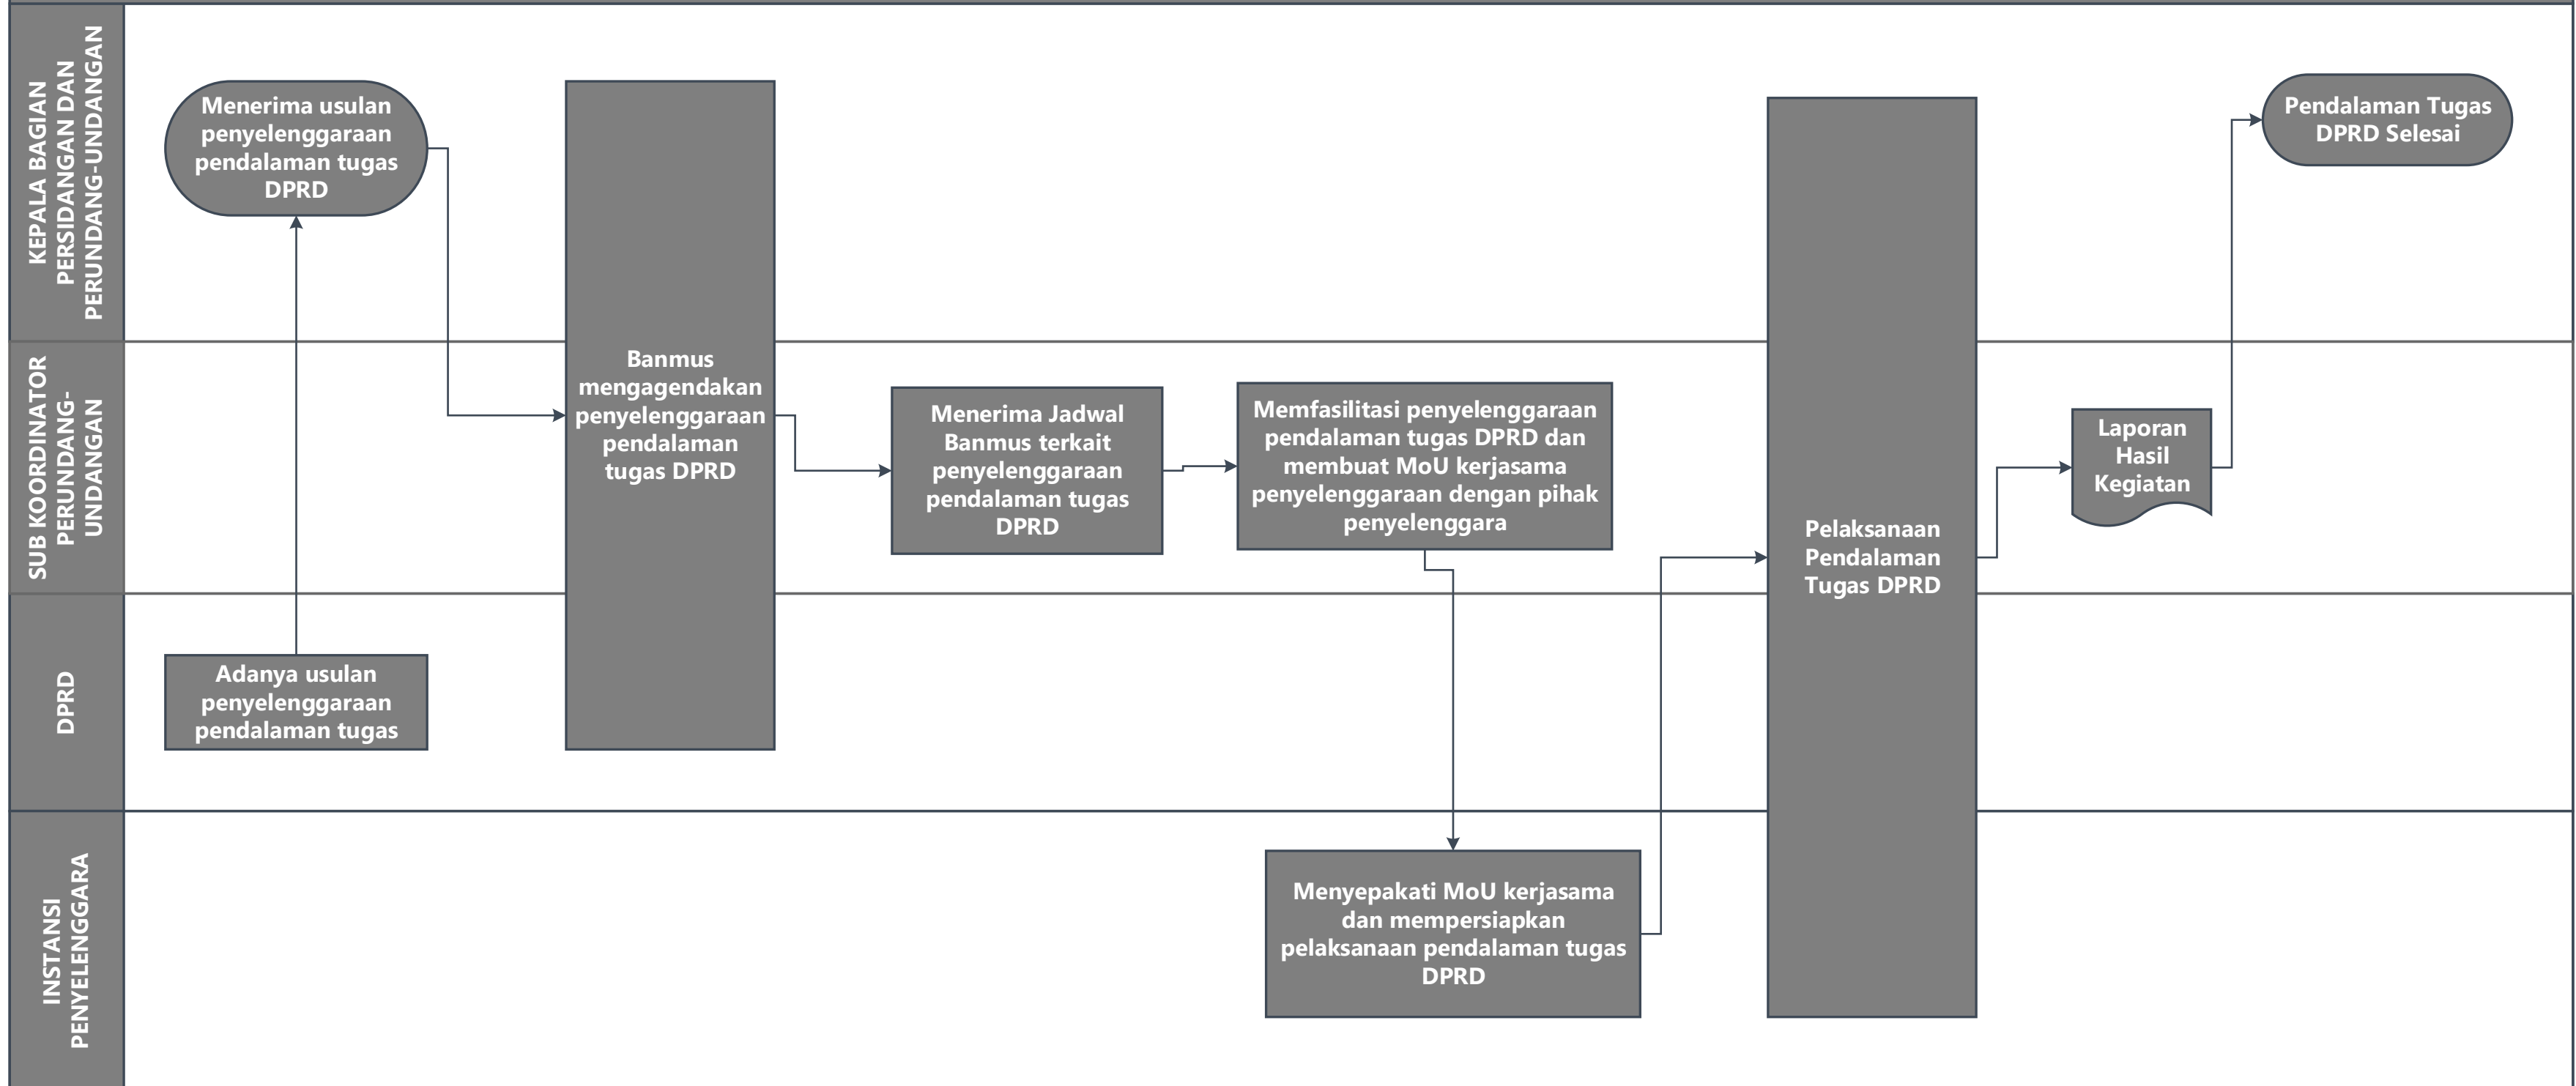 KEPALA BAGIAN
PERSIDANGAN DAN
PERUNDANG-UNDANGAN
Menerima usulan
penyelenggaraan
pendalaman tugas
DPRD
Pendalaman Tugas
DPRD Selesai
SUB KOORDINATOR
PERUNDANG-
UNDANGAN
Banmus
mengagendakan
penyelenggaraan
pendalaman
tugas DPRD
Menerima Jadwal
Banmus terkait
penyelenggaraan
pendalaman tugas
DPRD
Memfasilitasi penyelenggaraan
pendalaman tugas DPRD dan
membuat MoU kerjasama
penyelenggaraan dengan pihak
penyelenggara
Pelaksanaan
Pendalaman
Tugas DPRD
Laporan
Hasil
Kegiatan
DPRD
Adanya usulan
penyelenggaraan
pendalaman tugas
INSTANSI
PENYELENGGARA
Menyepakati MoU kerjasama
dan mempersiapkan
pelaksanaan pendalaman tugas
DPRD